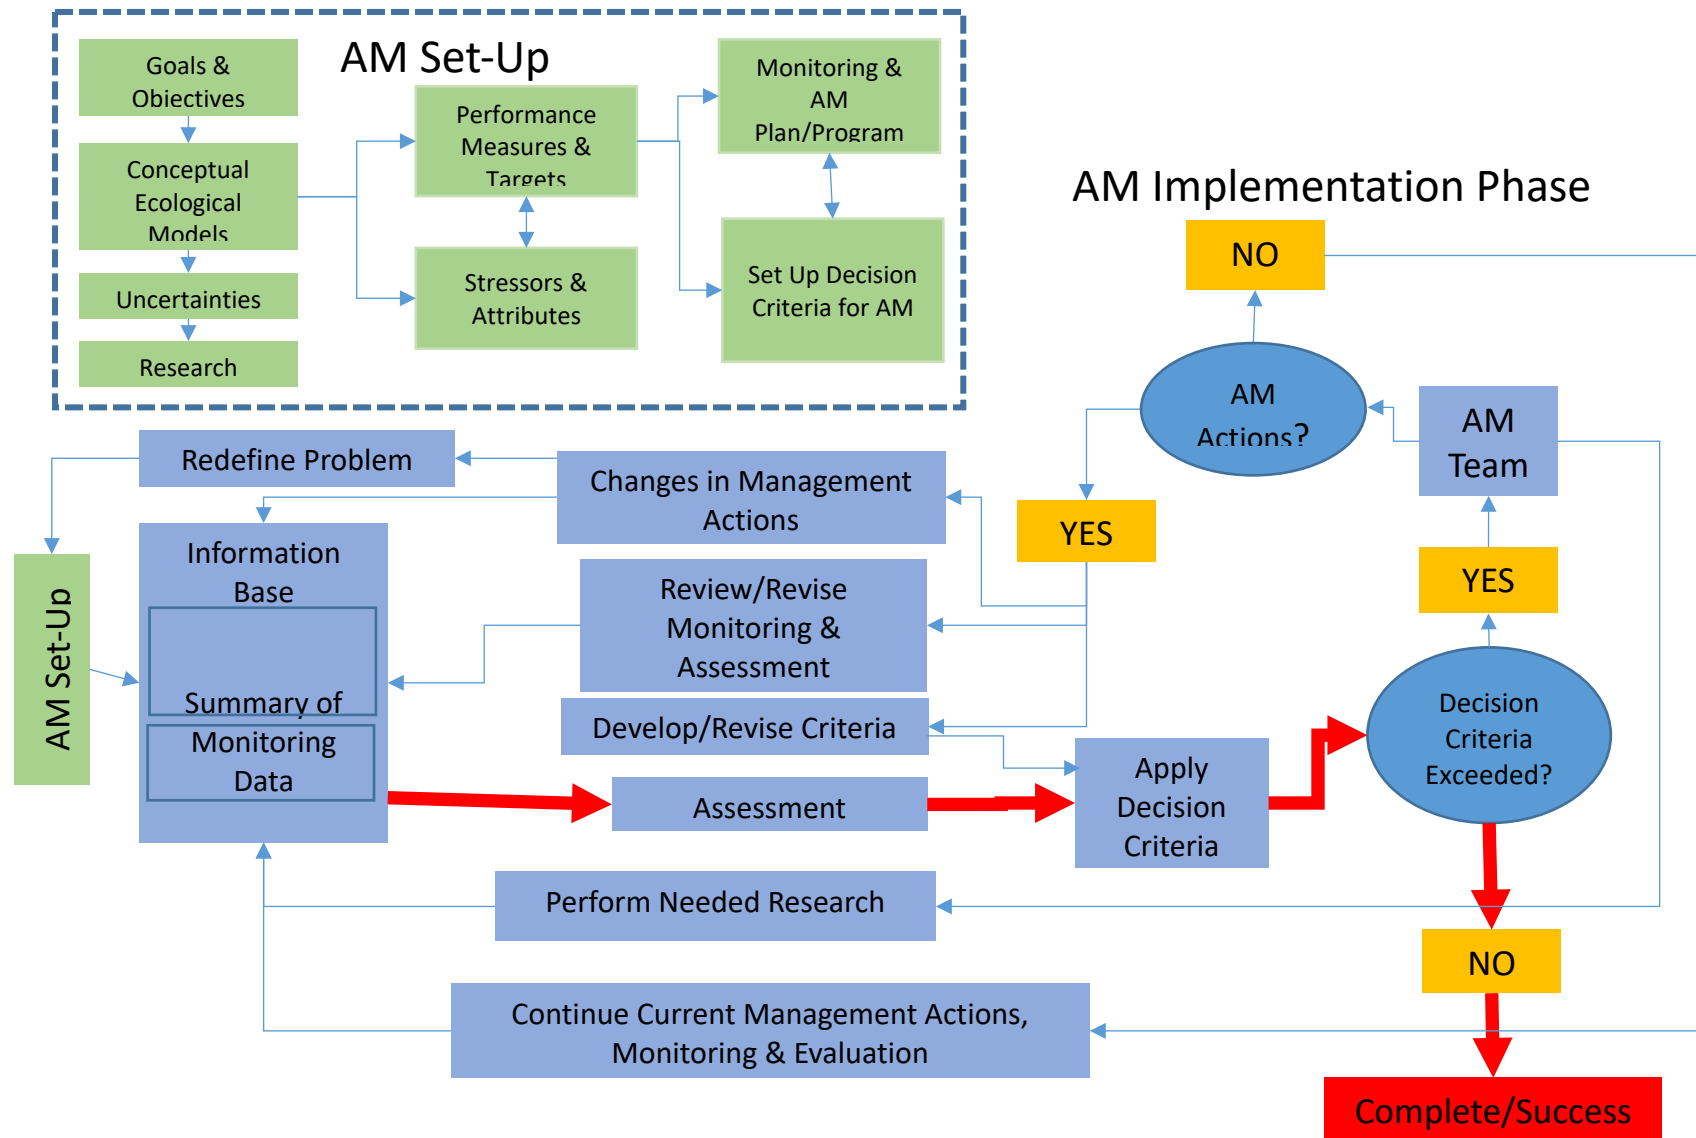 AM Set-Up
Goals &
Objectives
Conceptual
Ecological
Models
Uncertainties
Research
Performance
Measures &
Targets
Stressors &
Attributes
Monitoring &
AM
Plan/Program
Set Up Decision
Criteria for AM
AM Implementation Phase
NO
AM
Actions?
AM
Team
YES
YES
Decision
Criteria
Exceeded?
Redefine Problem
Changes in Management
Actions
Information
Base
Summary of
Monitoring
Data
AM Set-Up
Review/Revise
Monitoring &
Assessment
Develop/Revise Criteria
Assessment
Apply
Decision
Criteria
Perform Needed Research
NO
Continue Current Management Actions,
Monitoring & Evaluation
Complete/Success